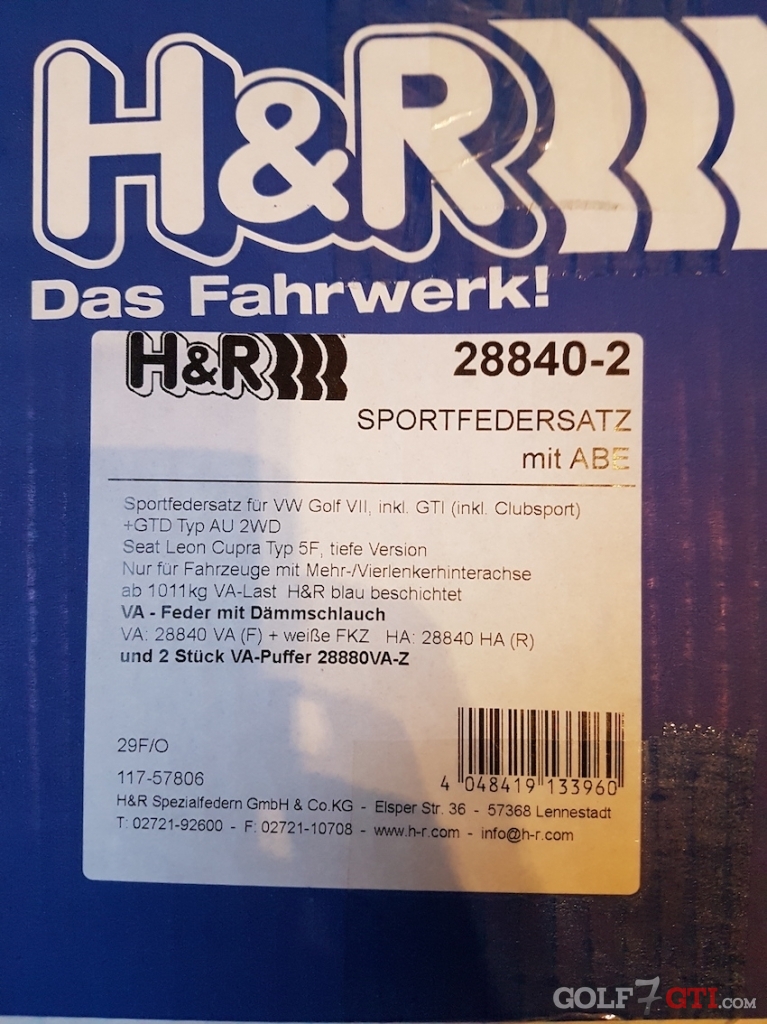 H&R
Das Fahrwerk!
H&R
28840-2
SPORTFEDERSATZ
mit ABE
Sportfedersatz für VW Golf VII, inkl. GTI (inkl. Clubsport)
+GTD Typ AU 2WD
Seat Leon Cupra Typ 5F, tiefe Version
Nur für Fahrzeuge mit Mehr-/Vierlenkerhinterachse
ab 1011kg VA-Last H&R blau beschichtet
VA - Feder mit Dämmschlauch
VA: 28840 VA (F) + weiße FKZ HA: 28840 HA (R)
und 2 Stück VA-Puffer 28880VA-Z
29F/O
117-57806
4 048419 133960
H&R Spezialfedern GmbH & Co.KG - Elsper Str. 36 - 57368 Lennestadt
T: 02721-92600 - F: 02721-10708 - www.h-r.com - info@h-r.com
GOLF7GTI.COM